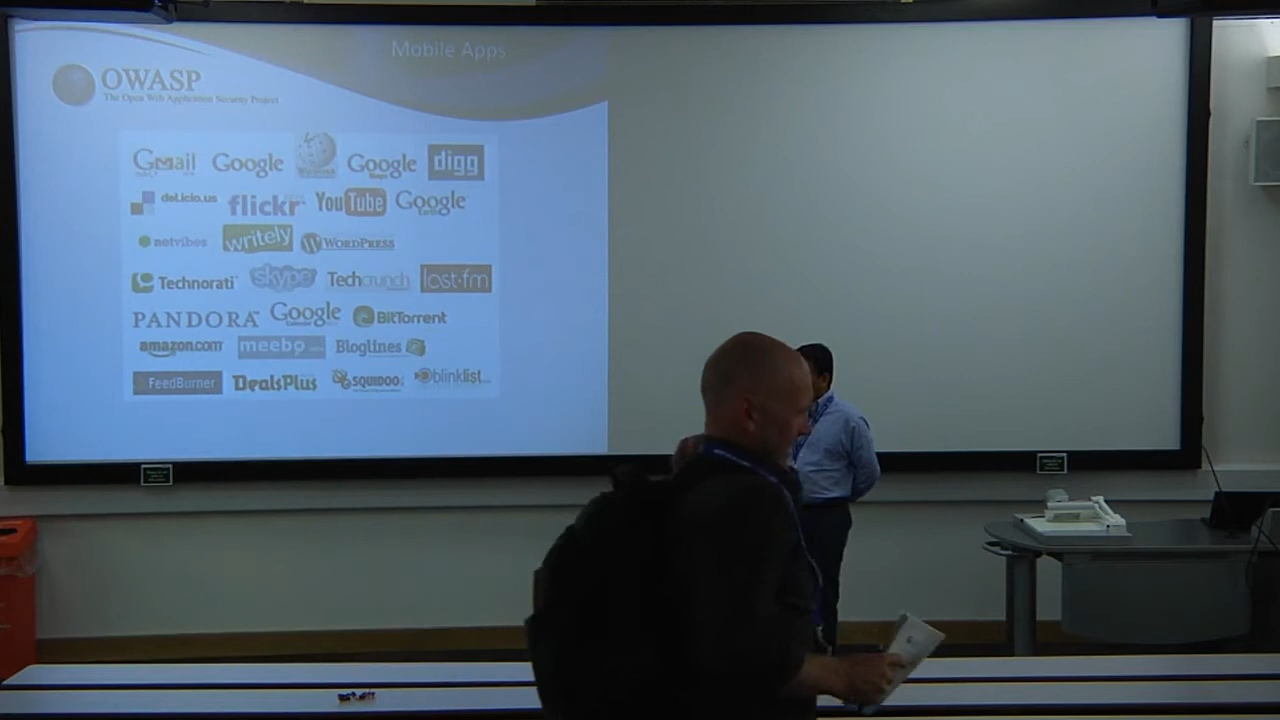 Mobile Apps
OWASP
The Open Web Application Security Project
Gmail Google Google Maps digg
del.icio.us flickr YouTube Google
netvibes writely WORDPRESS
Technorati skype Techcrunch last.fm
PANDORA Google Calendar BitTorrent
amazon.com meebo Bloglines
FeedBurner DealsPlus SQUIDOO blinklist